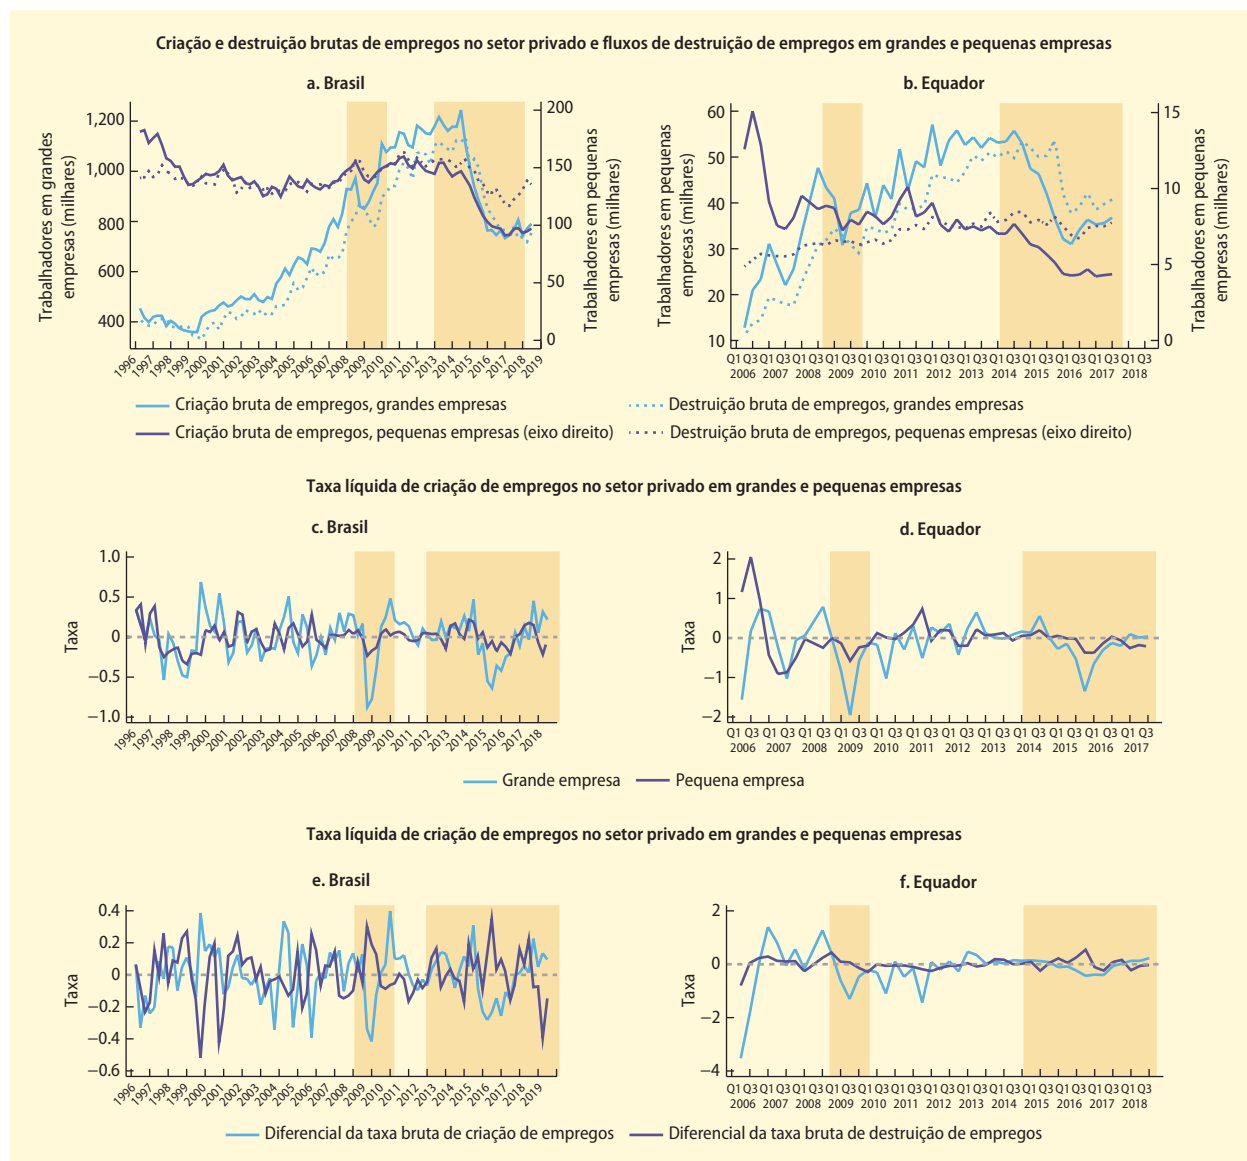 Criação e destruição brutas de empregos no setor privado e fluxos de destruição de empregos em grandes e pequenas empresas
a. Brasil
Trabalhadores em grandes
empresas (milhares)
1,200
1,000
800
600
400
200
150
100
50
0
Trabalhadores em pequenas
empresas (milhares)
1996 1997 1998 1999 2000 2001 2002 2003 2004 2005 2006 2007 2008 2009 2010 2011 2012 2013 2014 2015 2016 2017 2018 2019
b. Equador
Trabalhadores em pequenas
empresas (milhares)
60
50
40
30
20
10
15
10
5
0
Trabalhadores em pequenas
empresas (milhares)
Q1 Q3 Q1 Q3 Q1 Q3 Q1 Q3 Q1 Q3 Q1 Q3 Q1 Q3 Q1 Q3 Q1 Q3 Q1 Q3 Q1 Q3 Q1 Q3 Q1 Q3
2006 2007 2008 2009 2010 2011 2012 2013 2014 2015 2016 2017 2018
Criação bruta de empregos, grandes empresas
Destruição bruta de empregos, grandes empresas
Criação bruta de empregos, pequenas empresas (eixo direito)
Destruição bruta de empregos, pequenas empresas (eixo direito)
Taxa líquida de criação de empregos no setor privado em grandes e pequenas empresas
c. Brasil
Taxa
1.0
0.5
0
−0.5
−1.0
1996 1997 1998 1999 2000 2001 2002 2003 2004 2005 2006 2007 2008 2009 2010 2011 2012 2013 2014 2015 2016 2017 2018
d. Equador
Taxa
2
1
0
−1
−2
Q1 Q3 Q1 Q3 Q1 Q3 Q1 Q3 Q1 Q3 Q1 Q3 Q1 Q3 Q1 Q3 Q1 Q3 Q1 Q3 Q1 Q3 Q1 Q3
2006 2007 2008 2009 2010 2011 2012 2013 2014 2015 2016 2017
Grande empresa
Pequena empresa
Taxa líquida de criação de empregos no setor privado em grandes e pequenas empresas
e. Brasil
Taxa
0.4
0.2
0
−0.2
−0.4
−0.6
1996 1997 1998 1999 2000 2001 2002 2003 2004 2005 2006 2007 2008 2009 2010 2011 2012 2013 2014 2015 2016 2017 2018 2019
f. Equador
Taxa
2
0
−2
−4
Q1 Q3 Q1 Q3 Q1 Q3 Q1 Q3 Q1 Q3 Q1 Q3 Q1 Q3 Q1 Q3 Q1 Q3 Q1 Q3 Q1 Q3 Q1 Q3
2006 2007 2008 2009 2010 2011 2012 2013 2014 2015 2016 2018
Diferencial da taxa bruta de criação de empregos
Diferencial da taxa bruta de destruição de empregos